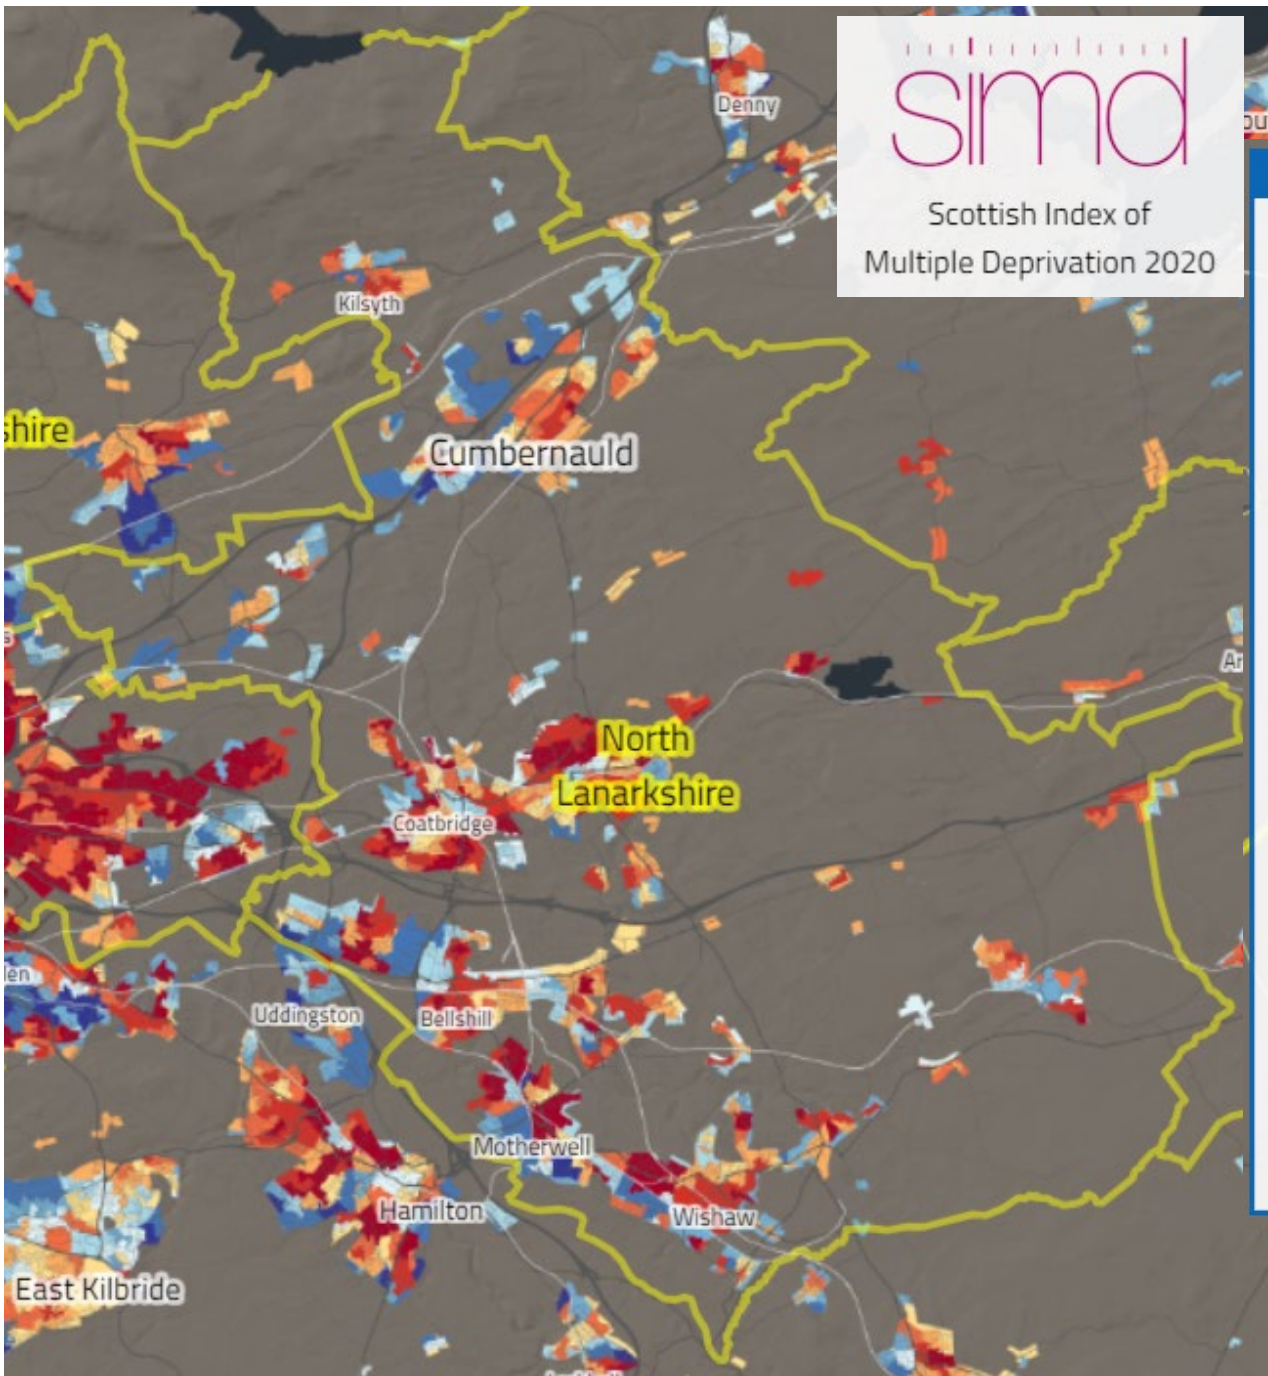 simd
Scottish Index of
Multiple Deprivation 2020
Denny
Kilsyth
shire
Cumbernauld
North
Lanarkshire
Coatbridge
Uddingston
Bellshill
Motherwell
Hamilton
Wishaw
East Kilbride